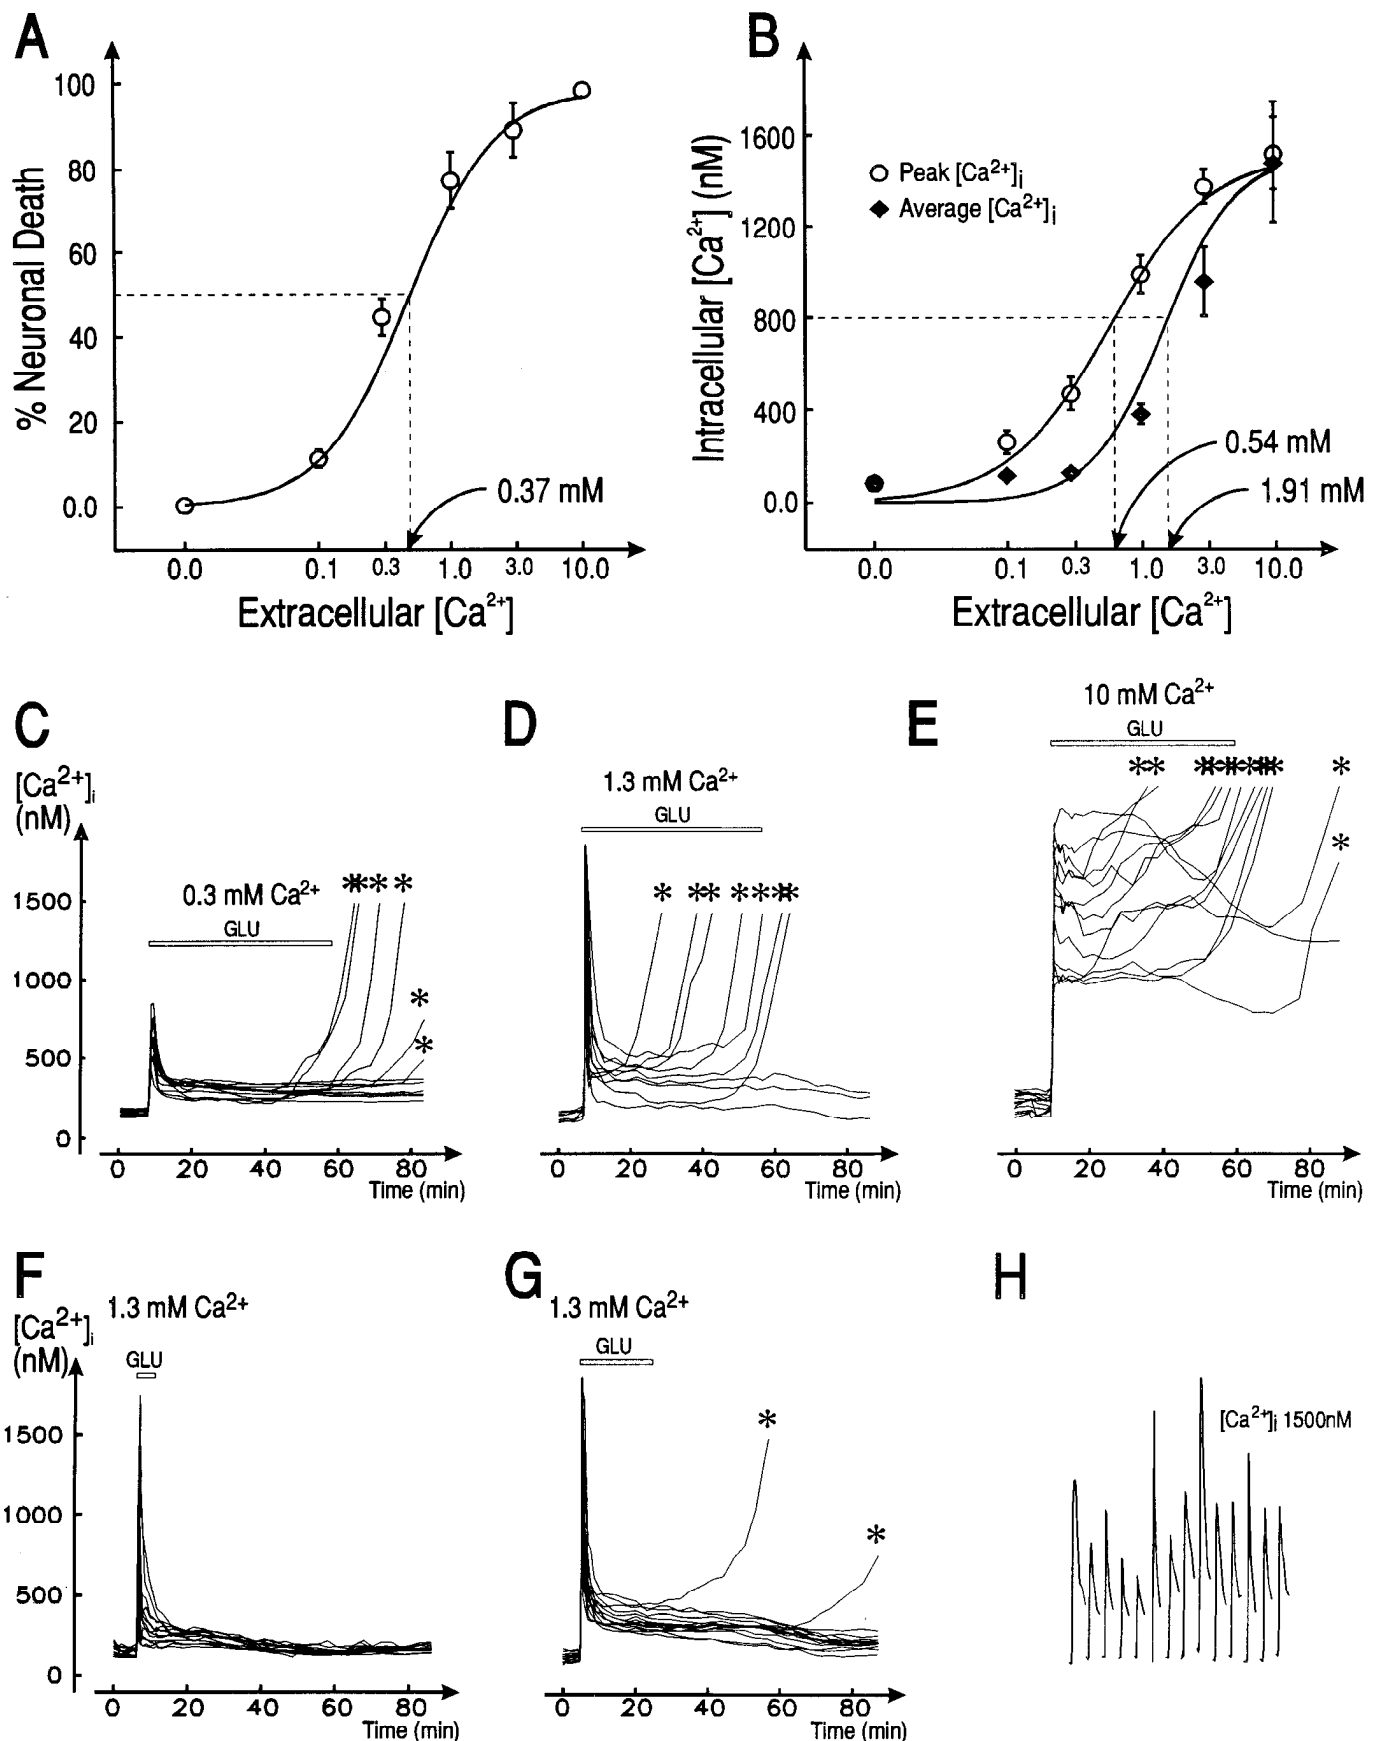 A
% Neuronal Death
100
80
60
40
20
0.0
0.37 mM
0.0 0.1 0.3 1.0 3.0 10.0
Extracellular [Ca2+]
B
Intracellular [Ca2+] (nM)
1600
1200
800
400
0.0
Peak [Ca2+]i
Average [Ca2+]i
0.54 mM
1.91 mM
0.0 0.1 0.3 1.0 3.0 10.0
Extracellular [Ca2+]
C
[Ca2+]i
(nM)
0.3 mM Ca2+
GLU
** * *
*
*
1500
1000
500
0
0 20 40 60 80
Time (min)
D
1.3 mM Ca2+
GLU
* ** * * **
0 20 40 60 80
Time (min)
E
10 mM Ca2+
GLU
** ******** *
*
0 20 40 60 80
Time (min)
F
1.3 mM Ca2+
[Ca2+]i
(nM)
GLU
1500
1000
500
0
0 20 40 60 80
Time (min)
G
1.3 mM Ca2+
GLU
*
*
0 20 40 60 80
Time (min)
H
[Ca2+]i 1500nM